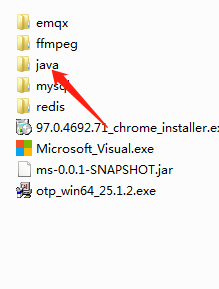 emqx
ffmpeg
java
mysql
redis
97.0.4692.71_chrome_installer.ex
Microsoft_Visual.exe
ms-0.0.1-SNAPSHOT.jar
otp_win64_25.1.2.exe